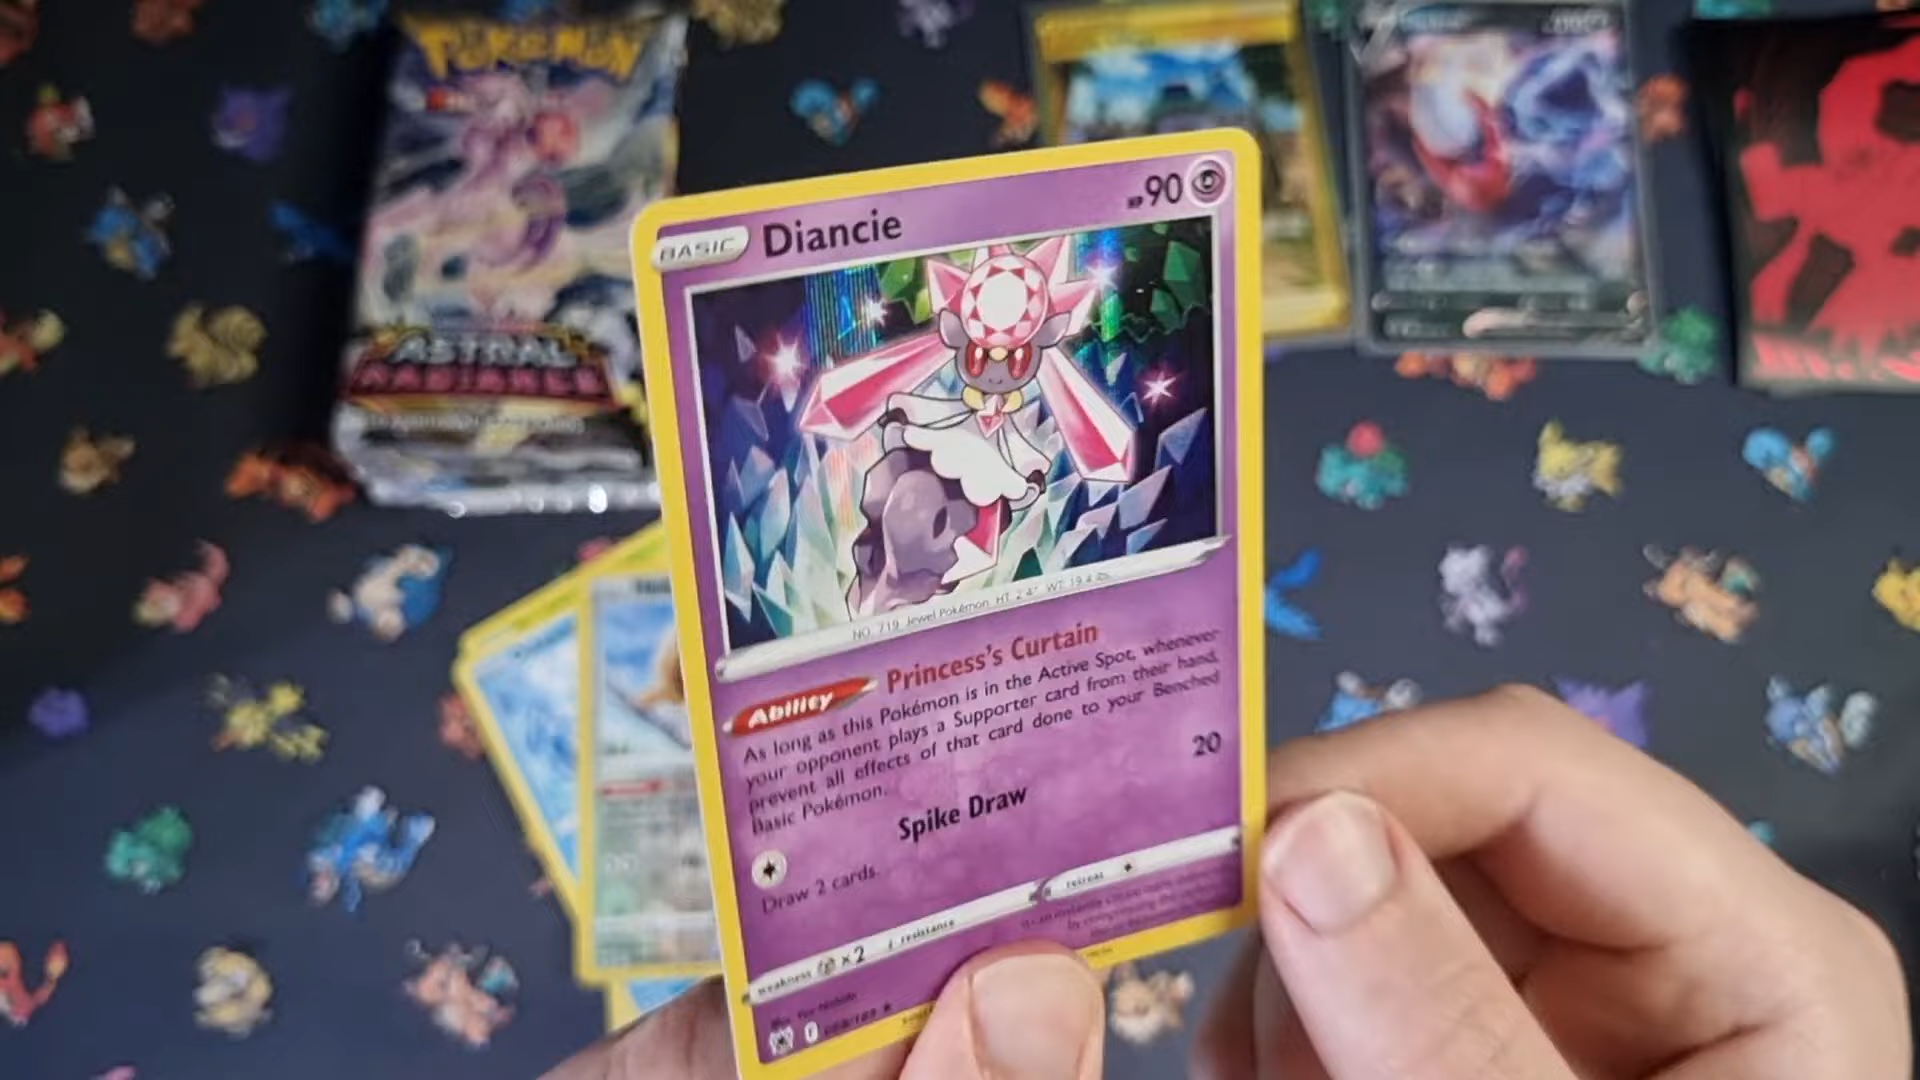 POKÉMON
ASTRAL
BASIC
Diancie
HP 90
NO. 719 Jewel Pokémon HT: 2'4" WT: 19.4 lbs.
Ability
Princess's Curtain
As long as this Pokémon is in the Active Spot, whenever
your opponent plays a Supporter card from their hand,
prevent all effects of that card done to your Benched
Basic Pokémon.
Spike Draw
20
Draw 2 cards.
weakness
x2
resistance
retreat